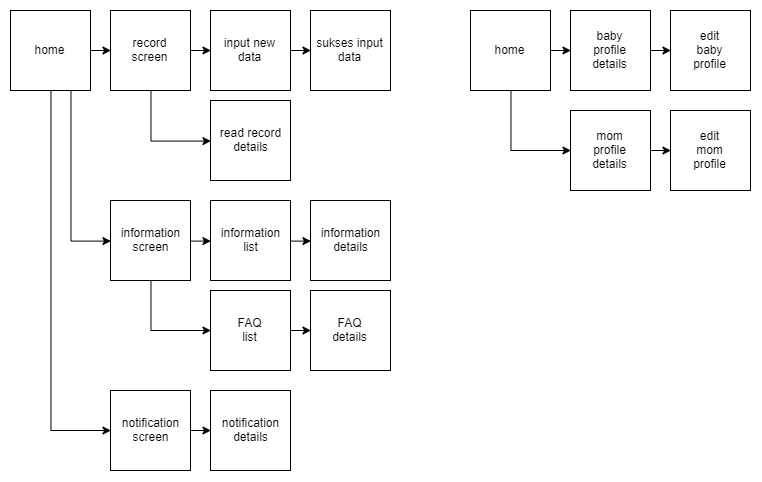 home
record
screen
input new
data
sukses input
data
read record
details
information
screen
information
list
information
details
FAQ
list
FAQ
details
notification
screen
notification
details
home
baby
profile
details
edit
baby
profile
mom
profile
details
edit
mom
profile